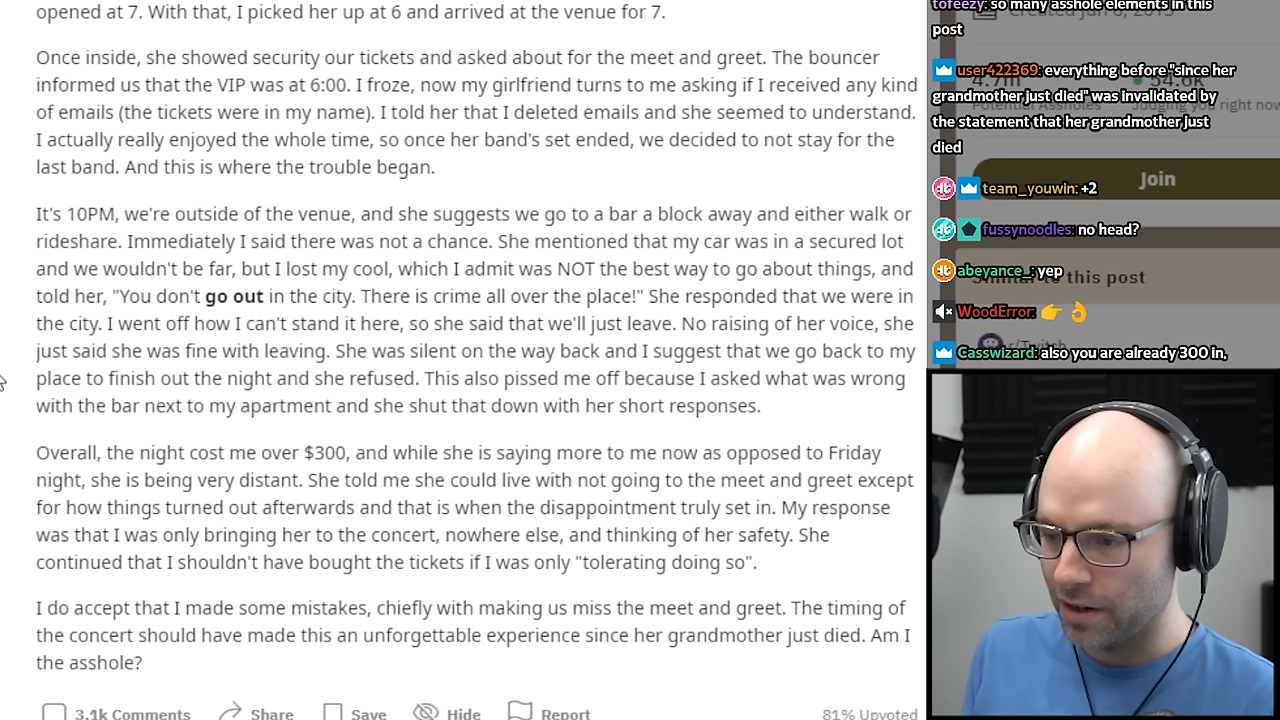 opened at 7. With that, I picked her up at 6 and arrived at the venue for 7.
Once inside, she showed security our tickets and asked about for the meet and greet. The bouncer
informed us that the VIP was at 6:00. I froze, now my girlfriend turns to me asking if I received any kind
of emails (the tickets were in my name). I told her that I deleted emails and she seemed to understand.
I actually really enjoyed the whole time, so once her band's set ended, we decided to not stay for the
last band. And this is where the trouble began.
It's 10PM, we're outside of the venue, and she suggests we go to a bar a block away and either walk or
rideshare. Immediately I said there was not a chance. She mentioned that my car was in a secured lot
and we wouldn't be far, but I lost my cool, which I admit was NOT the best way to go about things, and
told her, "You don't go out in the city. There is crime all over the place!" She responded that we were in
the city. I went off how I can't stand it here, so she said that we'll just leave. No raising of her voice, she
just said she was fine with leaving. She was silent on the way back and I suggest that we go back to my
place to finish out the night and she refused. This also pissed me off because I asked what was wrong
with the bar next to my apartment and she shut that down with her short responses.
Overall, the night cost me over $300, and while she is saying more to me now as opposed to Friday
night, she is being very distant. She told me she could live with not going to the meet and greet except
for how things turned out afterwards and that is when the disappointment truly set in. My response
was that I was only bringing her to the concert, nowhere else, and thinking of her safety. She
continued that I shouldn't have bought the tickets if I was only "tolerating doing so".
I do accept that I made some mistakes, chiefly with making us miss the meet and greet. The timing of
the concert should have made this an unforgettable experience since her grandmother just died. Am I
the asshole?
3.1k Comments Share Save Hide Report 81% Upvoted
tofeezy: so many asshole elements in this
post
user422369: everything before "since her
grandmother just died" was invalidated by
the statement that her grandmother just
died
Join
team_youwin: +2
fussynoodles: no head?
abeyance_: yep
to this post
WoodError: 👉 👌
r/Twitch
Casswizard: also you are already 300 in,